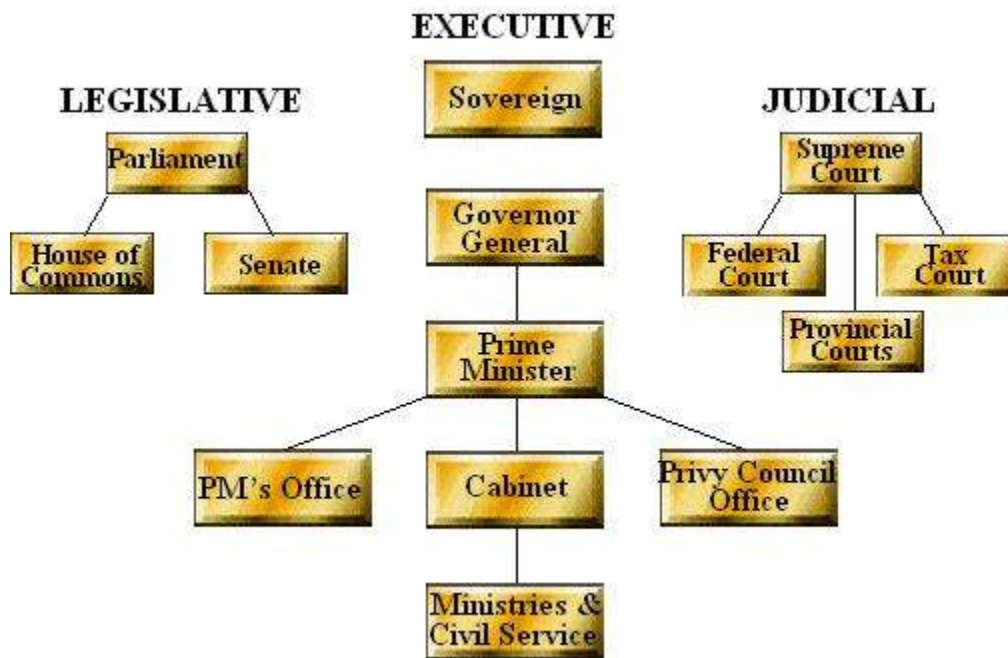 EXECUTIVE
Sovereign
Governor
General
Prime
Minister
PM's Office
Cabinet
Privy Council
Office
Ministries &
Civil Service
LEGISLATIVE
Parliament
House of
Commons
Senate
JUDICIAL
Supreme
Court
Federal
Court
Tax
Court
Provincial
Courts